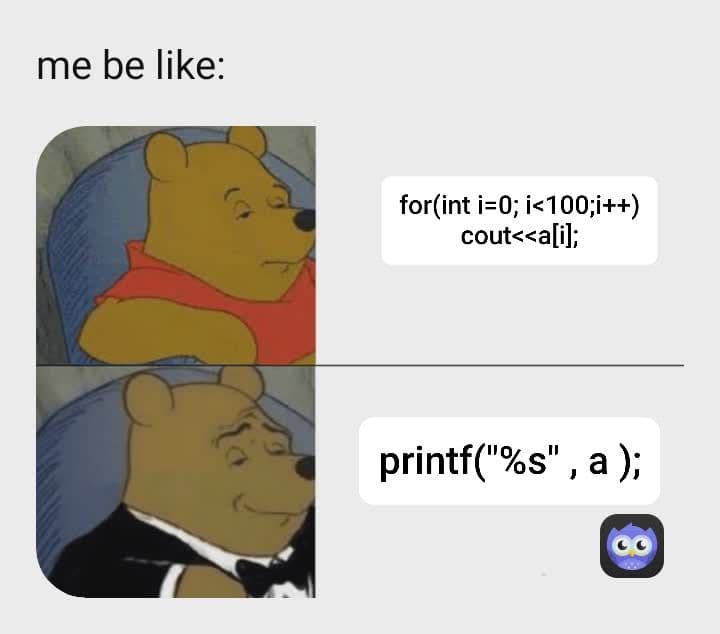 me be like:
for(int i=0; i<100;i++)
cout<<a[i];
printf("%s" , a );